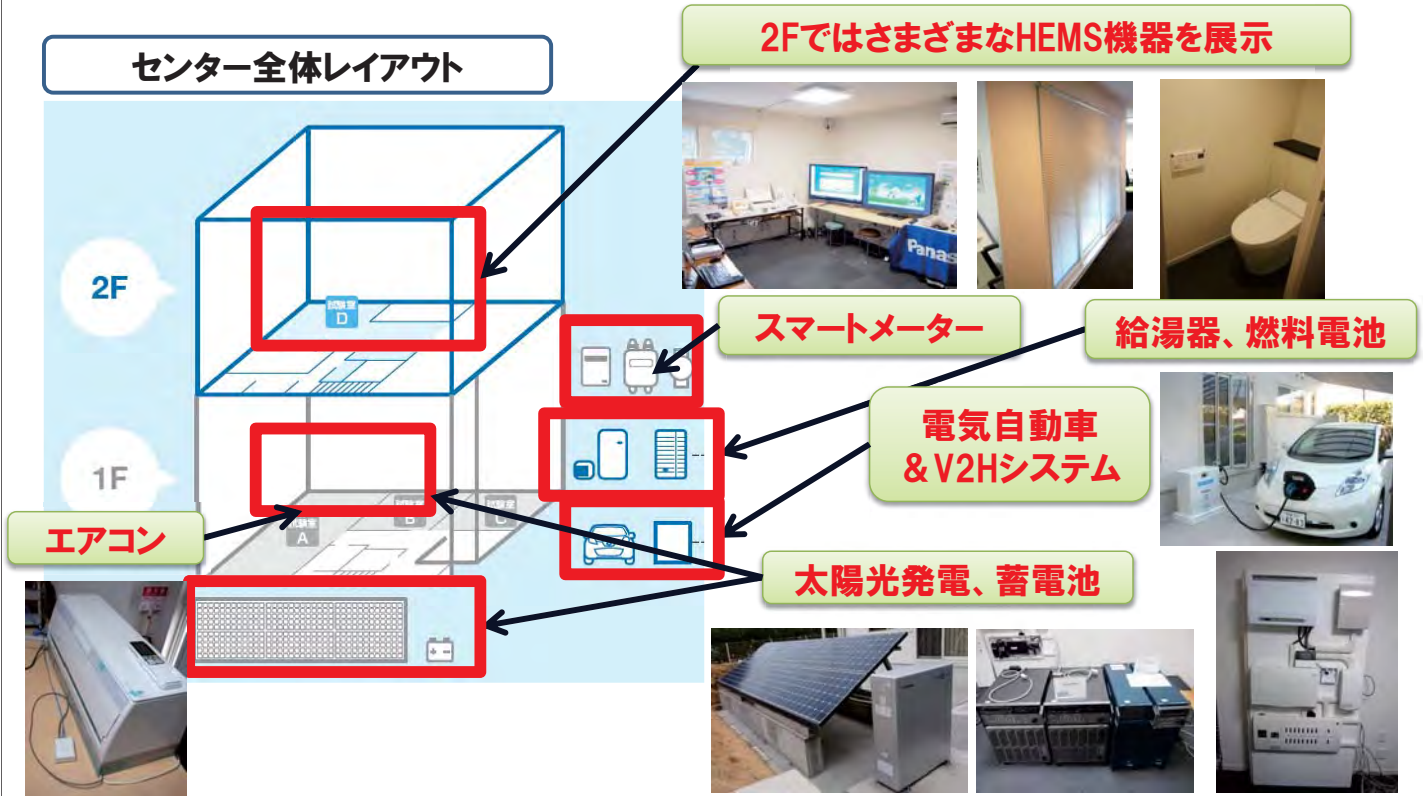 2FではさまざまなHEMS機器を展示
センター全体レイアウト
2F
試験室
D
Panas
スマートメーター
給湯器、燃料電池
電気自動車
&V2Hシステム
1F
試験室
B
試験室
C
試験室
A
エアコン
太陽光発電、蓄電池